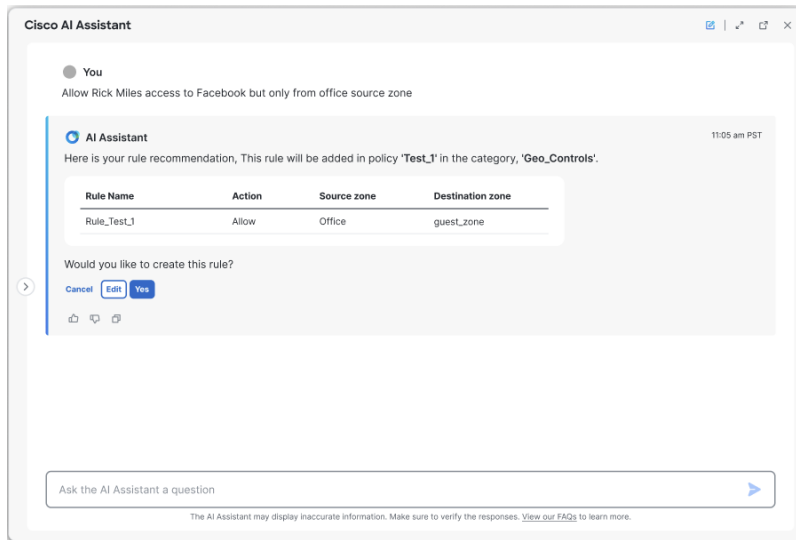 Cisco AI Assistant
You
Allow Rick Miles access to Facebook but only from office source zone
AI Assistant
11:05 am PST
Here is your rule recommendation, This rule will be added in policy 'Test_1' in the category, 'Geo_Controls'.
Rule Name Action Source zone Destination zone
Rule_Test_1 Allow Office guest_zone
Would you like to create this rule?
Cancel Edit Yes
Ask the AI Assistant a question
The AI Assistant may display inaccurate information. Make sure to verify the responses. View our FAQs to learn more.